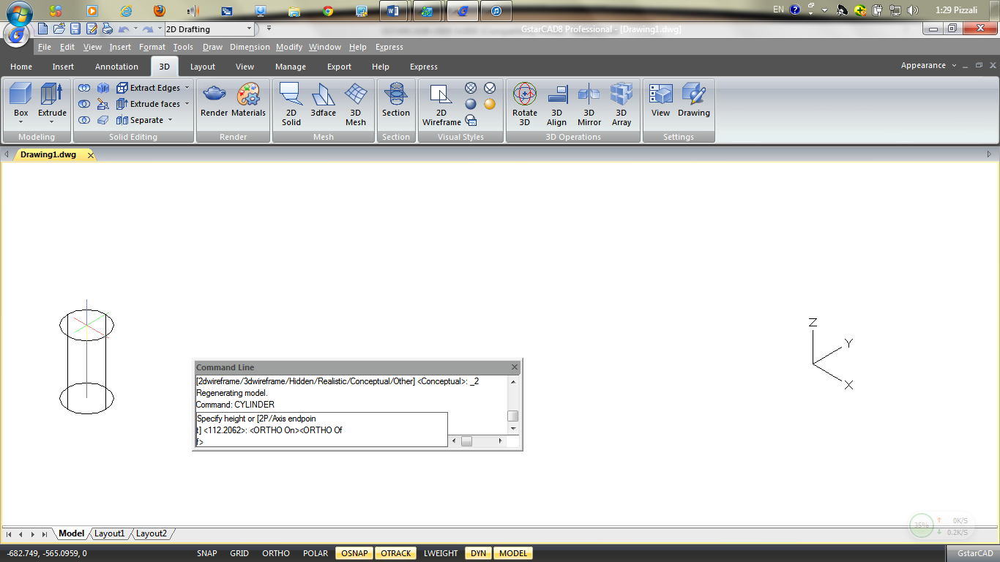 EN
1:29 Pizzali
2D Drafting
GstarCAD8 Professional - [Drawing1.dwg]
File Edit View Insert Format Tools Draw Dimension Modify Window Help Express
Home Insert Annotation 3D Layout View Manage Export Help Express
Appearance
Box
Extrude
Modeling
Extract Edges
Extrude faces
Separate
Solid Editing
Render
Materials
Render
2D
Solid
3dface
3D
Mesh
Mesh
Section
Section
2D
Wireframe
Visual Styles
Rotate
3D
3D
Align
3D
Mirror
3D
Array
3D Operations
View
Drawing
Settings
Drawing1.dwg
Z
Y
X
Command Line
[2dwireframe/3dwireframe/Hidden/Realistic/Conceptual/Other] <Conceptual>: _2
Regenerating model.
Command: CYLINDER
Specify height or [2P/Axis endpoin
t] <112.2062>: <ORTHO On><ORTHO Of
f>
35%
0K/S
0.2K/S
Model Layout1 Layout2
-682.749, -565.0959, 0
SNAP GRID ORTHO POLAR OSNAP OTRACK LWEIGHT DYN MODEL
GstarCAD